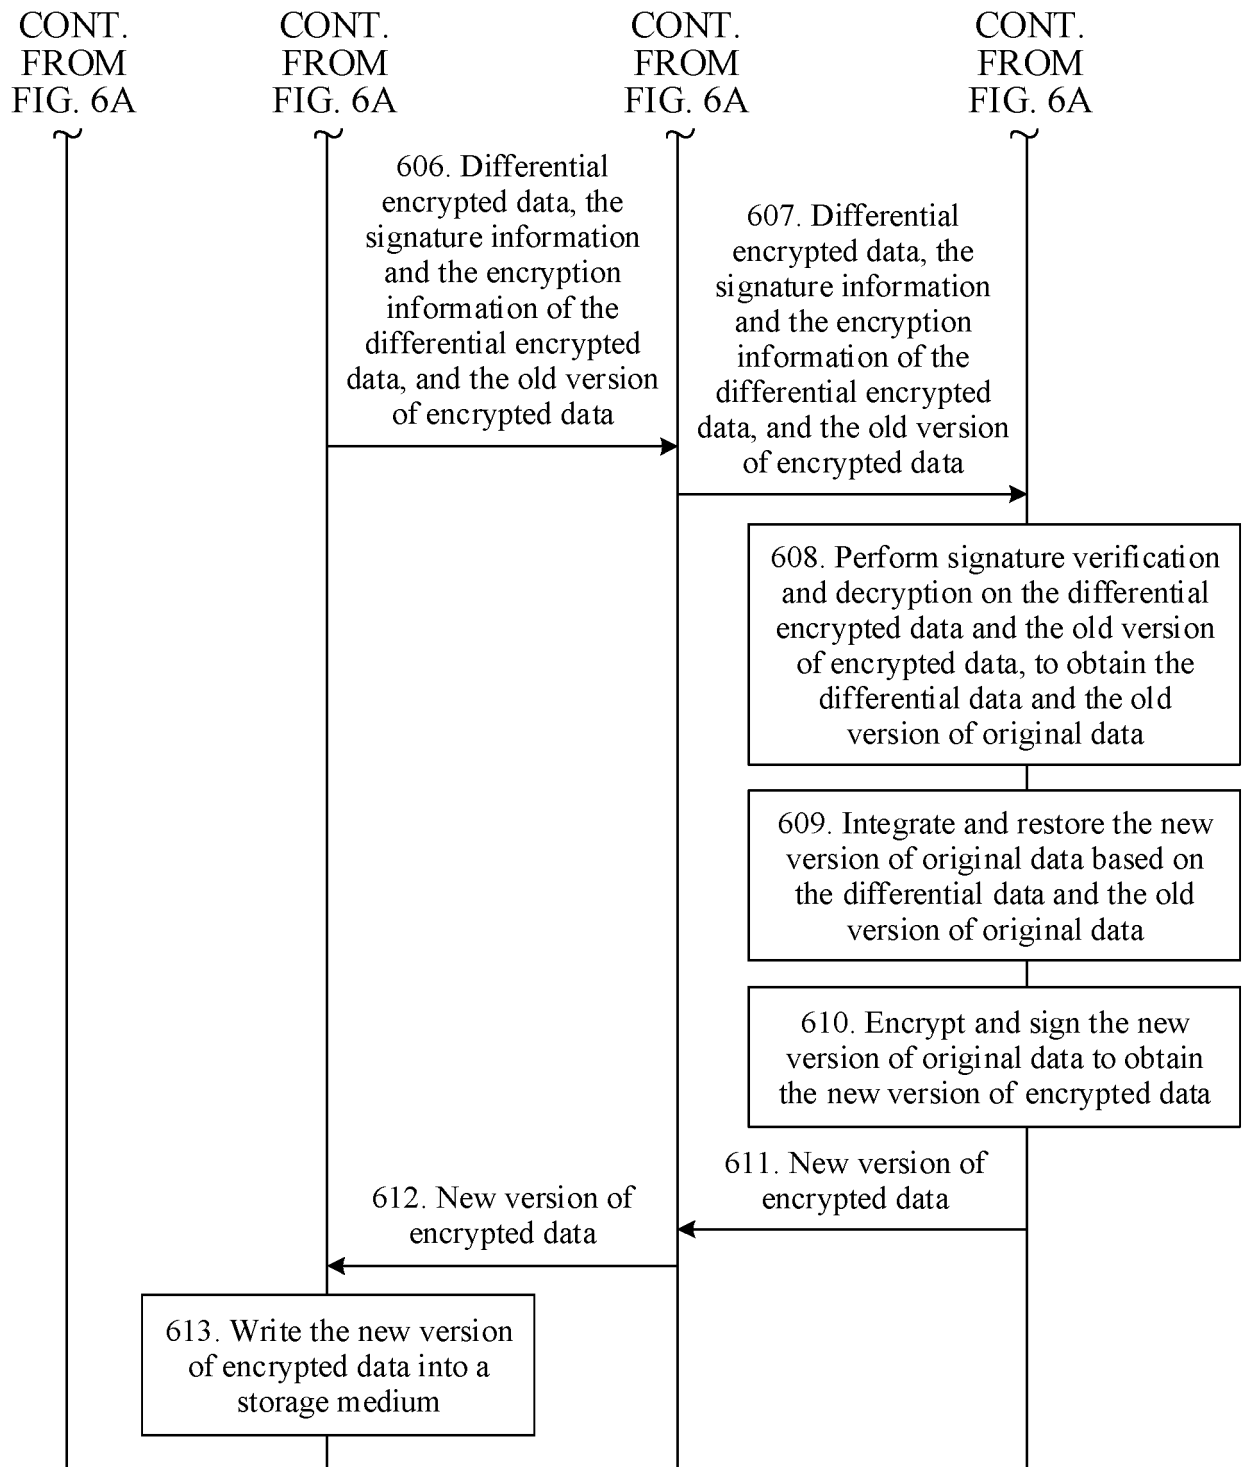 CONT.
FROM
FIG. 6A
CONT.
FROM
FIG. 6A
CONT.
FROM
FIG. 6A
CONT.
FROM
FIG. 6A
606. Differential
encrypted data, the
signature information
and the encryption
information of the
differential encrypted
data, and the old version
of encrypted data
607. Differential
encrypted data, the
signature information
and the encryption
information of the
differential encrypted
data, and the old version
of encrypted data
608. Perform signature verification
and decryption on the differential
encrypted data and the old version
of encrypted data, to obtain the
differential data and the old
version of original data
609. Integrate and restore the new
version of original data based on
the differential data and the old
version of original data
610. Encrypt and sign the new
version of original data to obtain
the new version of encrypted data
611. New version of
encrypted data
612. New version of
encrypted data
613. Write the new version
of encrypted data into a
storage medium